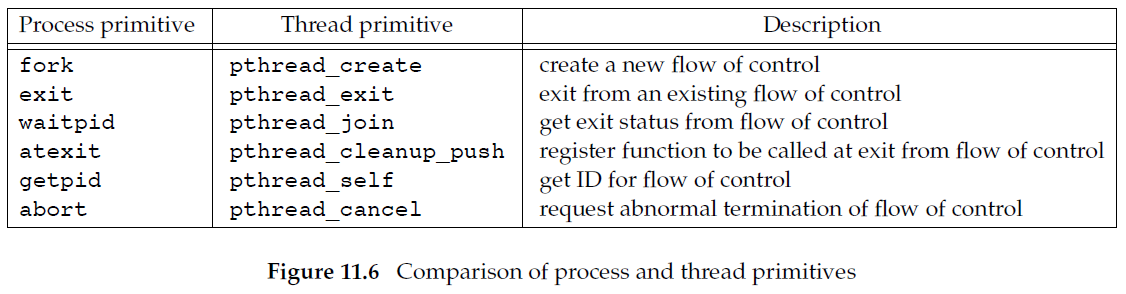 Process primitive Thread primitive Description
fork pthread_create create a new flow of control
exit pthread_exit exit from an existing flow of control
waitpid pthread_join get exit status from flow of control
atexit pthread_cleanup_push register function to be called at exit from flow of control
getpid pthread_self get ID for flow of control
abort pthread_cancel request abnormal termination of flow of control
Figure 11.6 Comparison of process and thread primitives